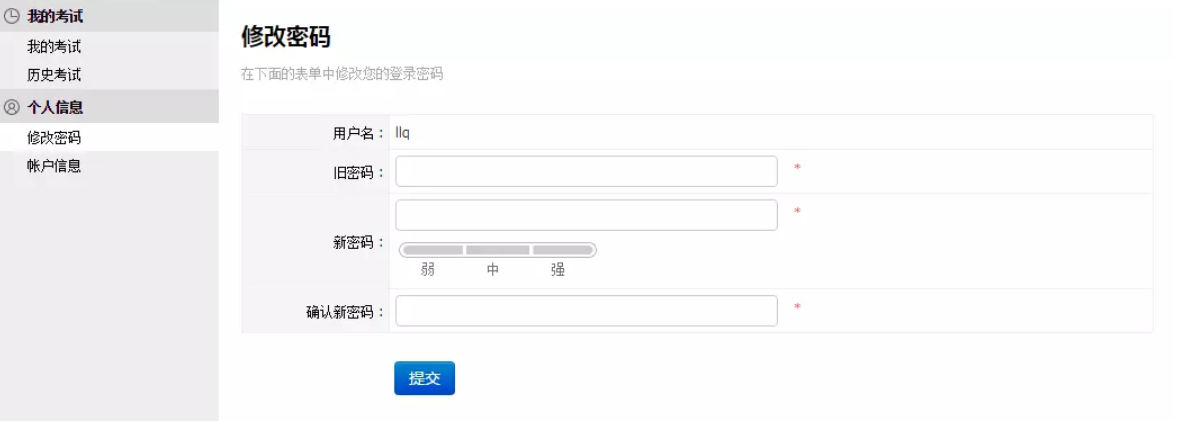 我的考试
我的考试
历史考试
个人信息
修改密码
帐户信息
修改密码
在下面的表单中修改您的登录密码
用户名： llq
旧密码： *
新密码： *
弱 中 强
确认新密码： *
提交